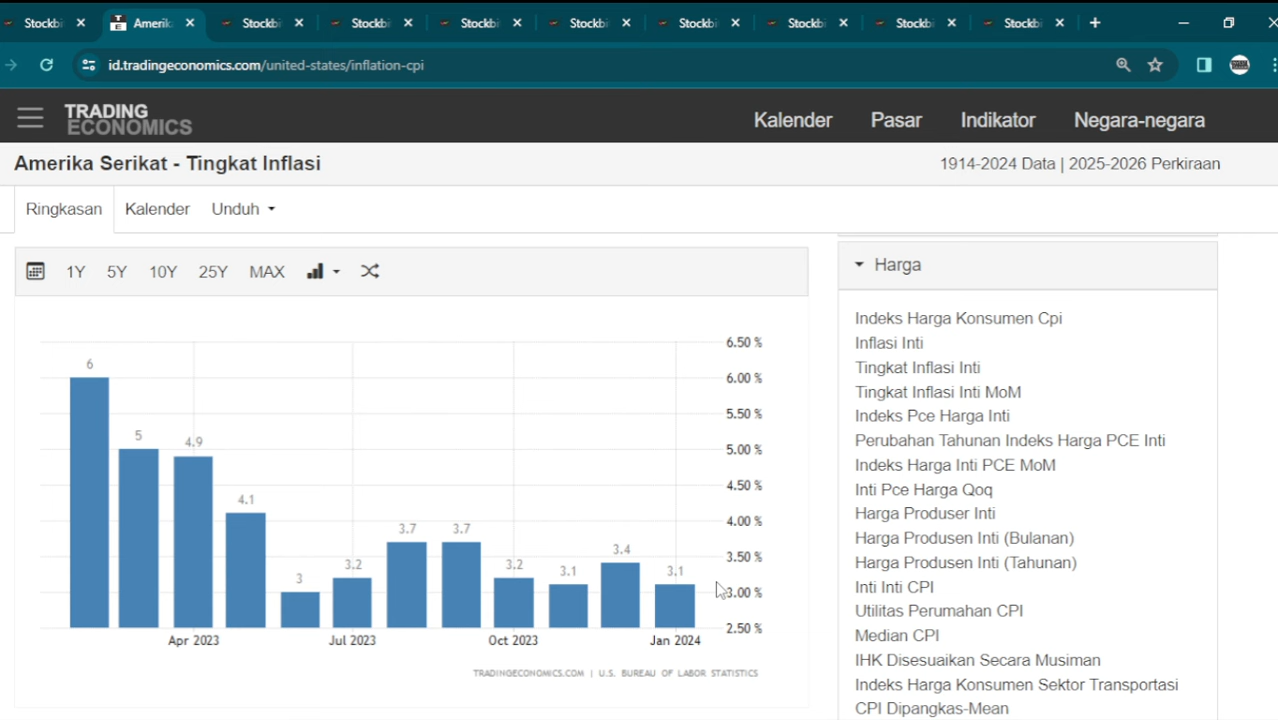 Stockbi Amerika Stockbi Stockbi Stockbi Stockbi Stockbi Stockbi Stockbi Stockbi
id.tradingeconomics.com/united-states/inflation-cpi
TRADING
ECONOMICS
Kalender Pasar Indikator Negara-negara
Amerika Serikat - Tingkat Inflasi
1914-2024 Data | 2025-2026 Perkiraan
Ringkasan Kalender Unduh
1Y 5Y 10Y 25Y MAX
6
5
4.9
4.1
3
3.2
3.7
3.7
3.2
3.1
3.4
3.1
6.50 %
6.00 %
5.50 %
5.00 %
4.50 %
4.00 %
3.50 %
3.00 %
2.50 %
Apr 2023 Jul 2023 Oct 2023 Jan 2024
TRADINGECONOMICS.COM | U.S. BUREAU OF LABOR STATISTICS
Harga
Indeks Harga Konsumen Cpi
Inflasi Inti
Tingkat Inflasi Inti
Tingkat Inflasi Inti MoM
Indeks Pce Harga Inti
Perubahan Tahunan Indeks Harga PCE Inti
Indeks Harga Inti PCE MoM
Inti Pce Harga Qoq
Harga Produser Inti
Harga Produsen Inti (Bulanan)
Harga Produsen Inti (Tahunan)
Inti Inti CPI
Utilitas Perumahan CPI
Median CPI
IHK Disesuaikan Secara Musiman
Indeks Harga Konsumen Sektor Transportasi
CPI Dipangkas-Mean